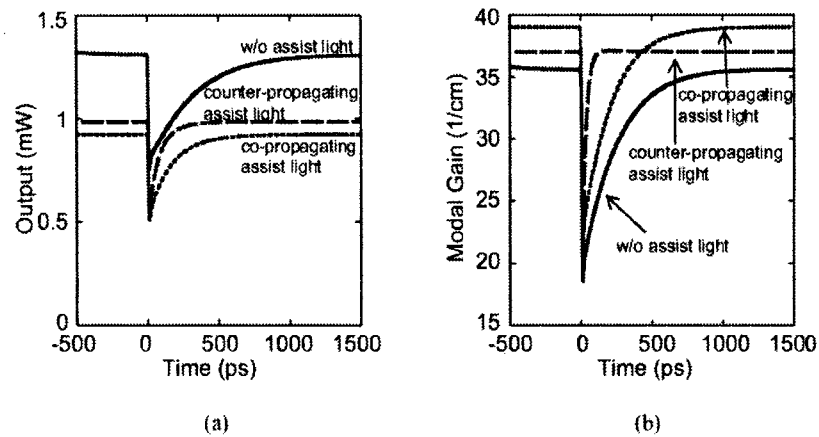 1.5
1
0.5
0
Output (mW)
w/o assist light
counter-propagating
assist light
co-propagating
assist light
-500 0 500 1000 1500
Time (ps)
(a)
40
35
30
25
20
15
Modal Gain (1/cm)
co-propagating
assist light
counter-propagating
assist light
w/o assist light
-500 0 500 1000 1500
Time (ps)
(b)